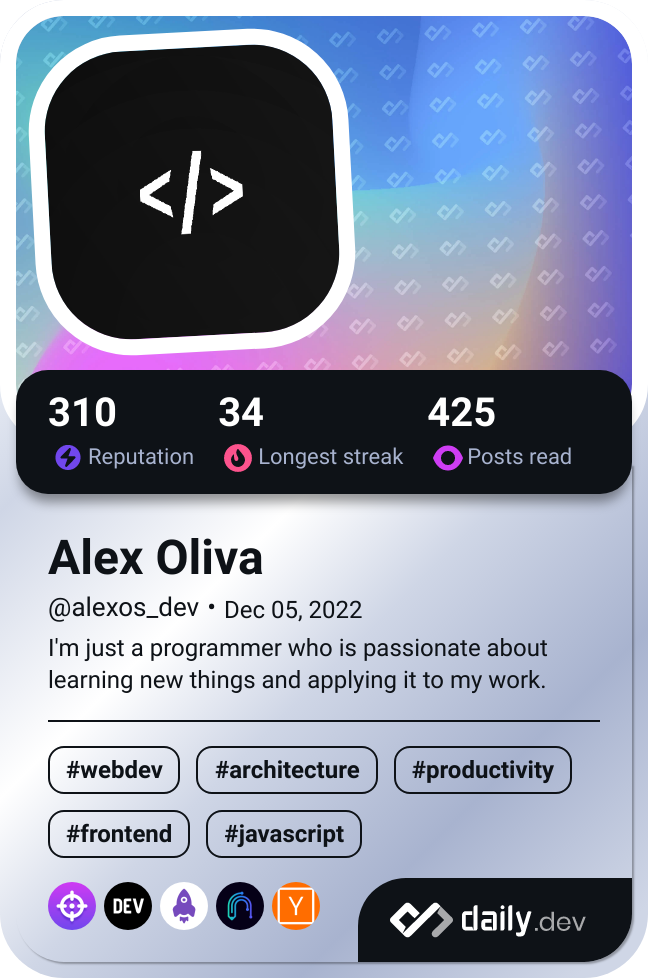 </>
310 34 425
Reputation Longest streak Posts read
Alex Oliva
@alexos_dev • Dec 05, 2022
I'm just a programmer who is passionate about
learning new things and applying it to my work.
#webdev #architecture #productivity
#frontend #javascript
DEV Y
daily.dev